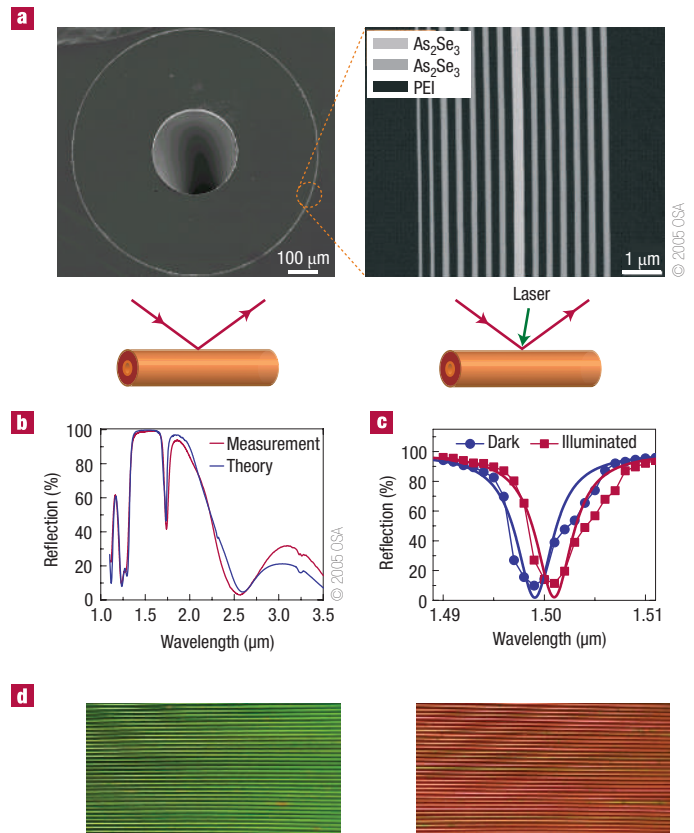 a
As₂Se₃
As₂Se₃
PEI
100 µm
1 µm
© 2005 OSA
Laser
b
100
80
60
40
20
0
Reflection (%)
Measurement
Theory
1.0 1.5 2.0 2.5 3.0 3.5
Wavelength (µm)
© 2005 OSA
c
Dark Illuminated
100
80
60
40
20
0
Reflection (%)
1.49 1.50 1.51
Wavelength (µm)
d